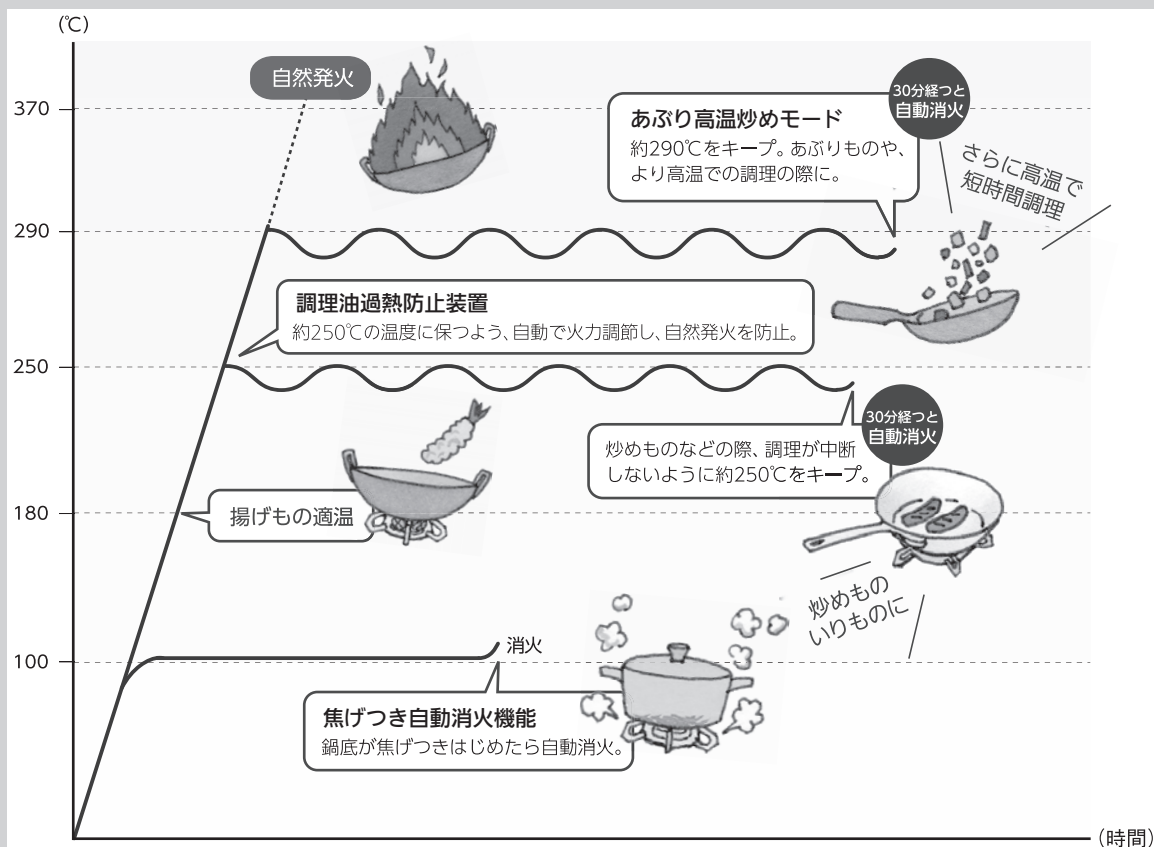 (℃)
自然発火
370
30分経つと
自動消火
あぶり高温炒めモード
約290℃をキープ。あぶりものや、
より高温での調理の際に。
さらに高温で
短時間調理
290
調理油過熱防止装置
約250℃の温度に保つよう、自動で火力調節し、自然発火を防止。
250
30分経つと
自動消火
炒めものなどの際、調理が中断
しないように約250℃をキープ。
180
揚げもの適温
炒めもの
いりものに
消火
100
焦げつき自動消火機能
鍋底が焦げつきはじめたら自動消火。
(時間)